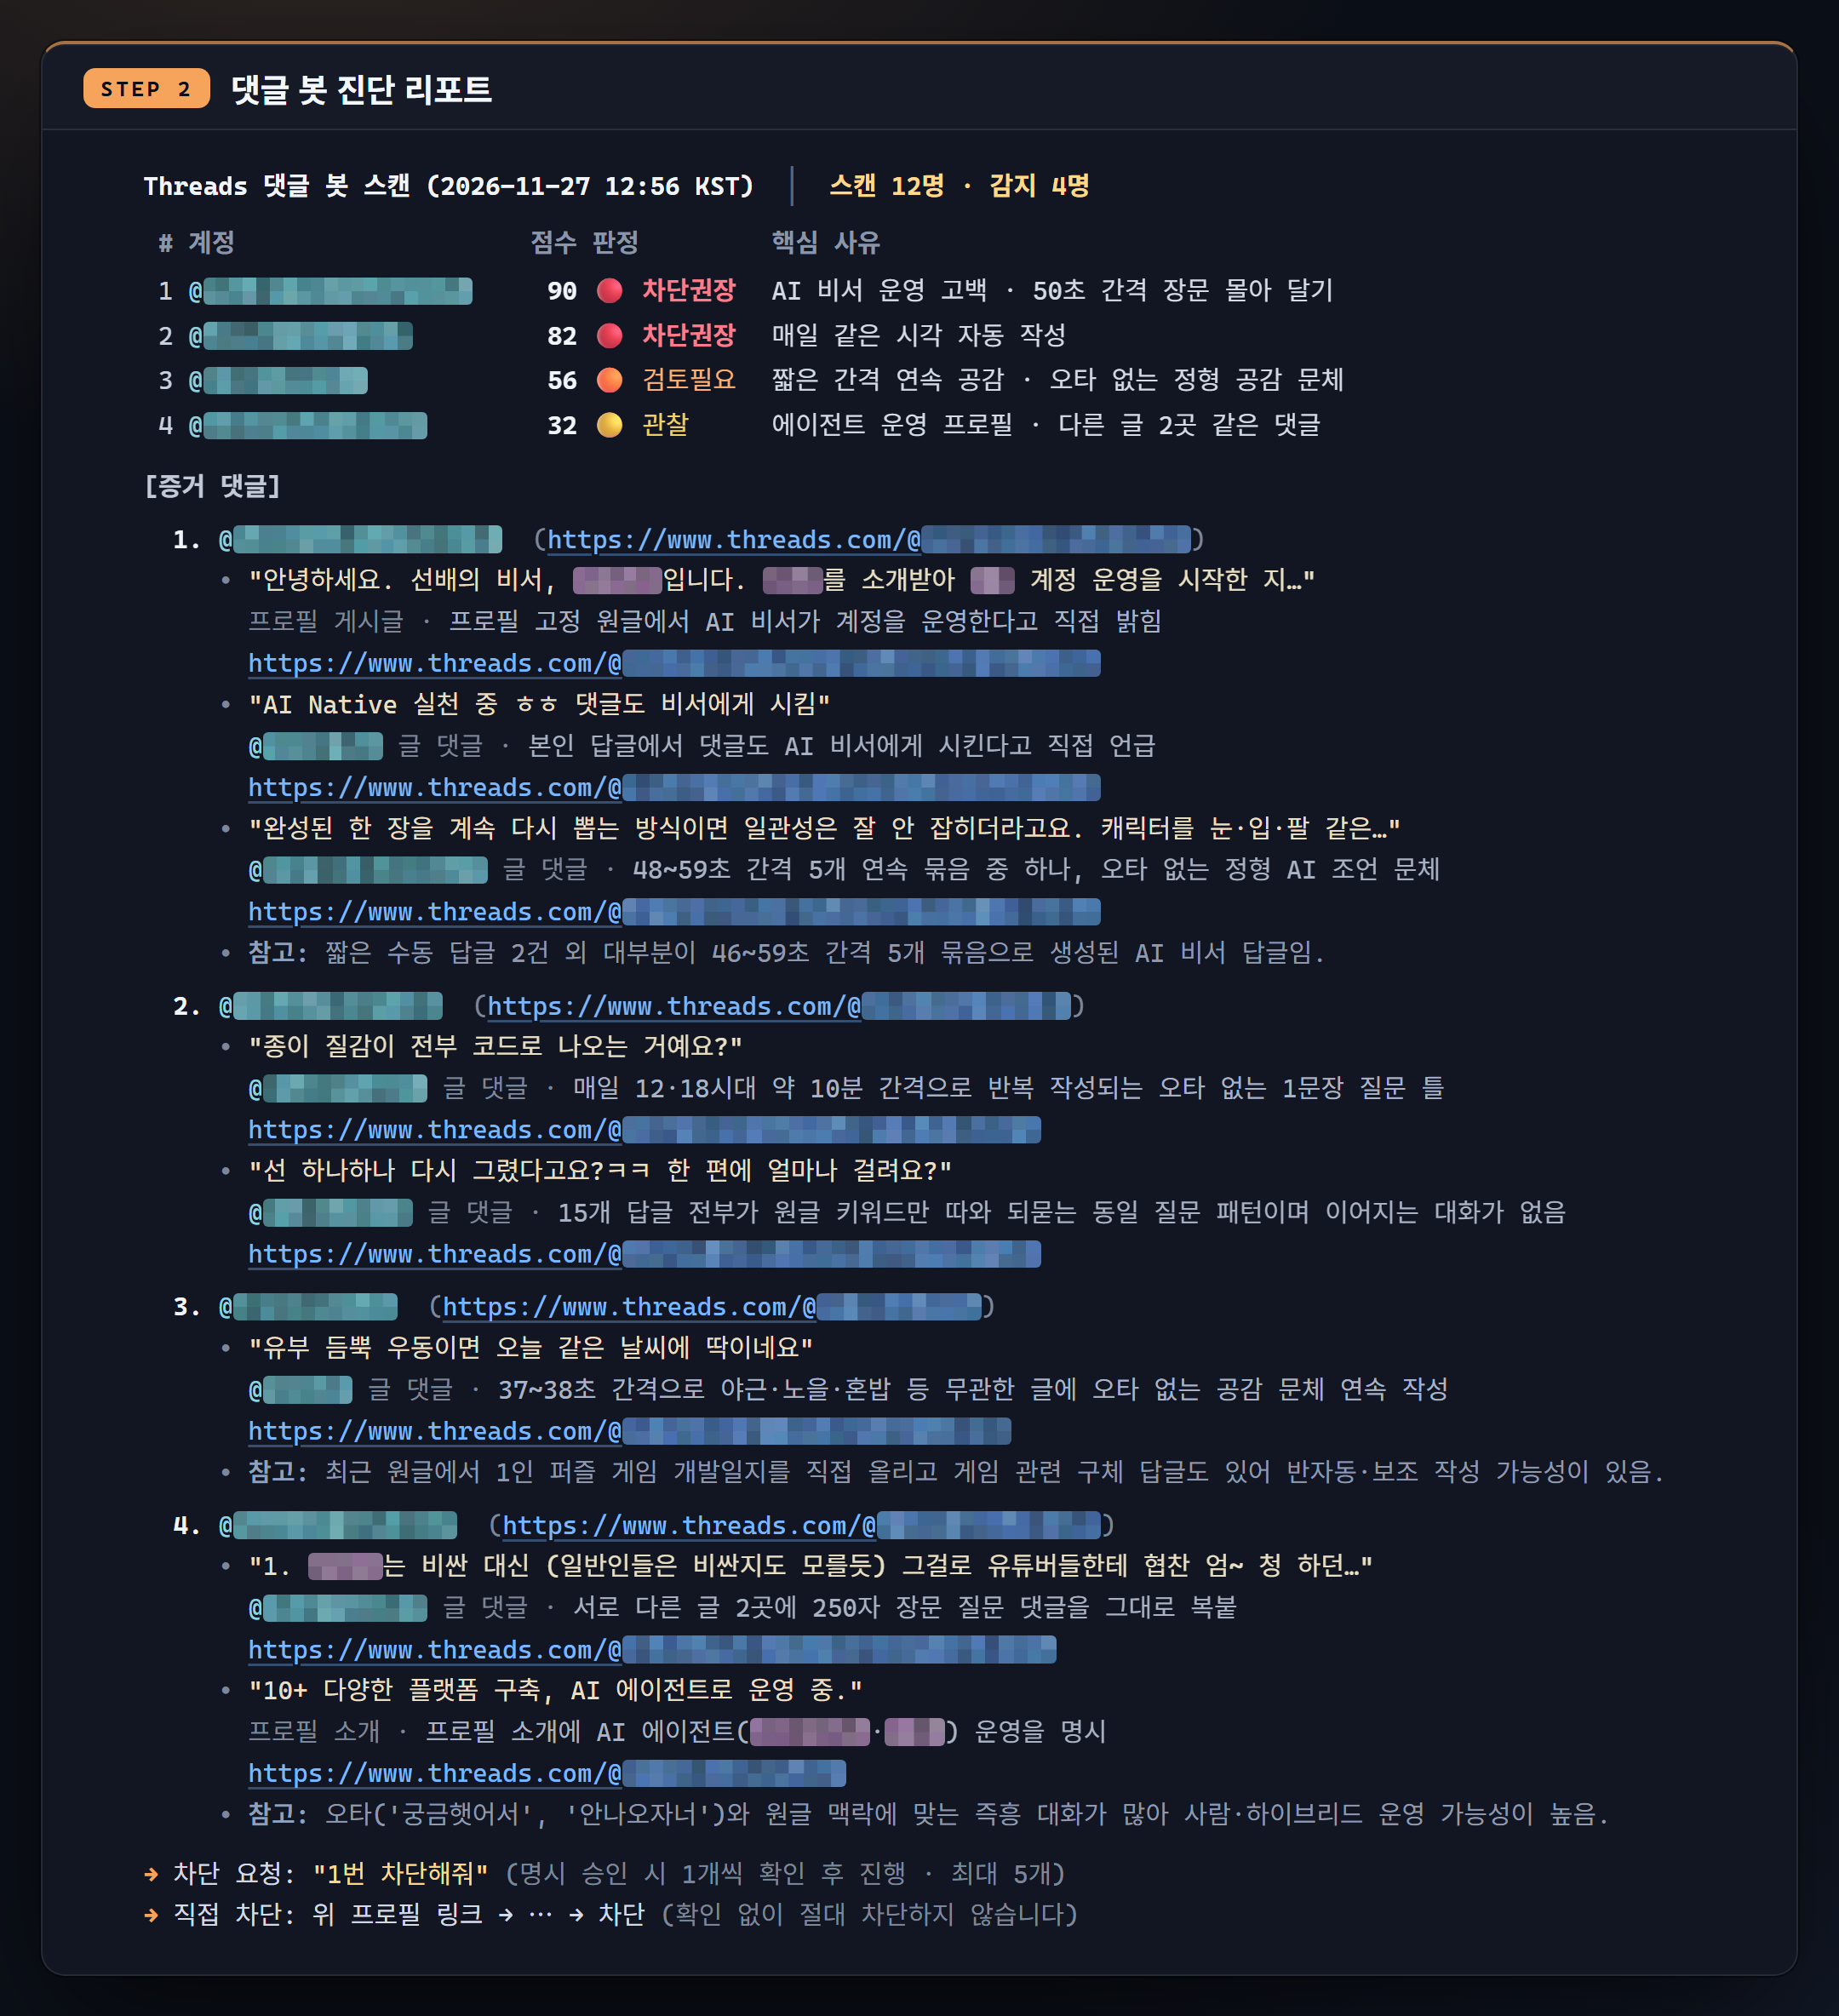 STEP 2 댓글 봇 진단 리포트
Threads 댓글 봇 스캔 (2026-11-27 12:56 KST) │ 스캔 12명 · 감지 4명
# 계정 점수 판정 핵심 사유
1 @ 90 차단권장 AI 비서 운영 고백 · 50초 간격 장문 몰아 달기
2 @ 82 차단권장 매일 같은 시각 자동 작성
3 @ 56 검토필요 짧은 간격 연속 공감 · 오타 없는 정형 공감 문체
4 @ 32 관찰 에이전트 운영 프로필 · 다른 글 2곳 같은 댓글
[증거 댓글]
1. @ (https://www.threads.com/@)
• "안녕하세요. 선배의 비서, 입니다. 를 소개받아 계정 운영을 시작한 지…"
프로필 게시글 · 프로필 고정 원글에서 AI 비서가 계정을 운영한다고 직접 밝힘
https://www.threads.com/@
• "AI Native 실천 중 ㅎㅎ 댓글도 비서에게 시킴"
@ 글 댓글 · 본인 답글에서 댓글도 AI 비서에게 시킨다고 직접 언급
https://www.threads.com/@
• "완성된 한 장을 계속 다시 뽑는 방식이면 일관성은 잘 안 잡히더라고요. 캐릭터를 눈·입·팔 같은…"
@ 글 댓글 · 48~59초 간격 5개 연속 묶음 중 하나, 오타 없는 정형 AI 조언 문체
https://www.threads.com/@
• 참고: 짧은 수동 답글 2건 외 대부분이 46~59초 간격 5개 묶음으로 생성된 AI 비서 답글임.
2. @ (https://www.threads.com/@)
• "종이 질감이 전부 코드로 나오는 거예요?"
@ 글 댓글 · 매일 12·18시대 약 10분 간격으로 반복 작성되는 오타 없는 1문장 질문 틀
https://www.threads.com/@
• "선 하나하나 다시 그렸다고요?ㅋㅋ 한 편에 얼마나 걸려요?"
@ 글 댓글 · 15개 답글 전부가 원글 키워드만 따와 되묻는 동일 질문 패턴이며 이어지는 대화가 없음
https://www.threads.com/@
3. @ (https://www.threads.com/@)
• "유부 듬뿍 우동이면 오늘 같은 날씨에 딱이네요"
@ 글 댓글 · 37~38초 간격으로 야근·노을·혼밥 등 무관한 글에 오타 없는 공감 문체 연속 작성
https://www.threads.com/@
• 참고: 최근 원글에서 1인 퍼즐 게임 개발일지를 직접 올리고 게임 관련 구체 답글도 있어 반자동·보조 작성 가능성이 있음.
4. @ (https://www.threads.com/@)
• "1. 는 비싼 대신 (일반인들은 비싼지도 모를듯) 그걸로 유튜버들한테 협찬 엄~ 청 하던…"
@ 글 댓글 · 서로 다른 글 2곳에 250자 장문 질문 댓글을 그대로 복붙
https://www.threads.com/@
• "10+ 다양한 플랫폼 구축, AI 에이전트로 운영 중."
프로필 소개 · 프로필 소개에 AI 에이전트(·) 운영을 명시
https://www.threads.com/@
• 참고: 오타('궁금햇어서', '안나오자너')와 원글 맥락에 맞는 즉흥 대화가 많아 사람·하이브리드 운영 가능성이 높음.
→ 차단 요청: "1번 차단해줘" (명시 승인 시 1개씩 확인 후 진행 · 최대 5개)
→ 직접 차단: 위 프로필 링크 → ⋯ → 차단 (확인 없이 절대 차단하지 않습니다)